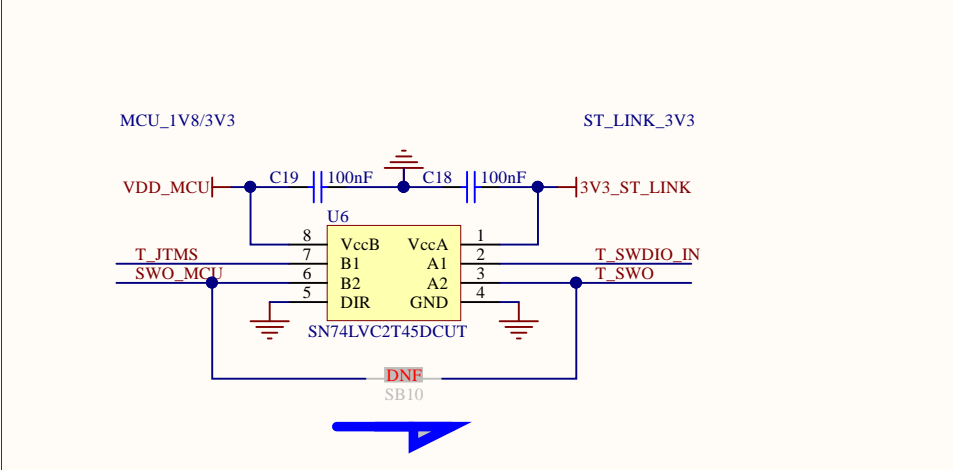 MCU_1V8/3V3 ST_LINK_3V3
VDD_MCU C19 100nF C18 100nF 3V3_ST_LINK
U6
8 VccB VccA 1
T_JTMS 7 B1 A1 2 T_SWDIO_IN
SWO_MCU 6 B2 A2 3 T_SWO
5 DIR GND 4
SN74LVC2T45DCUT
DNF
SB10